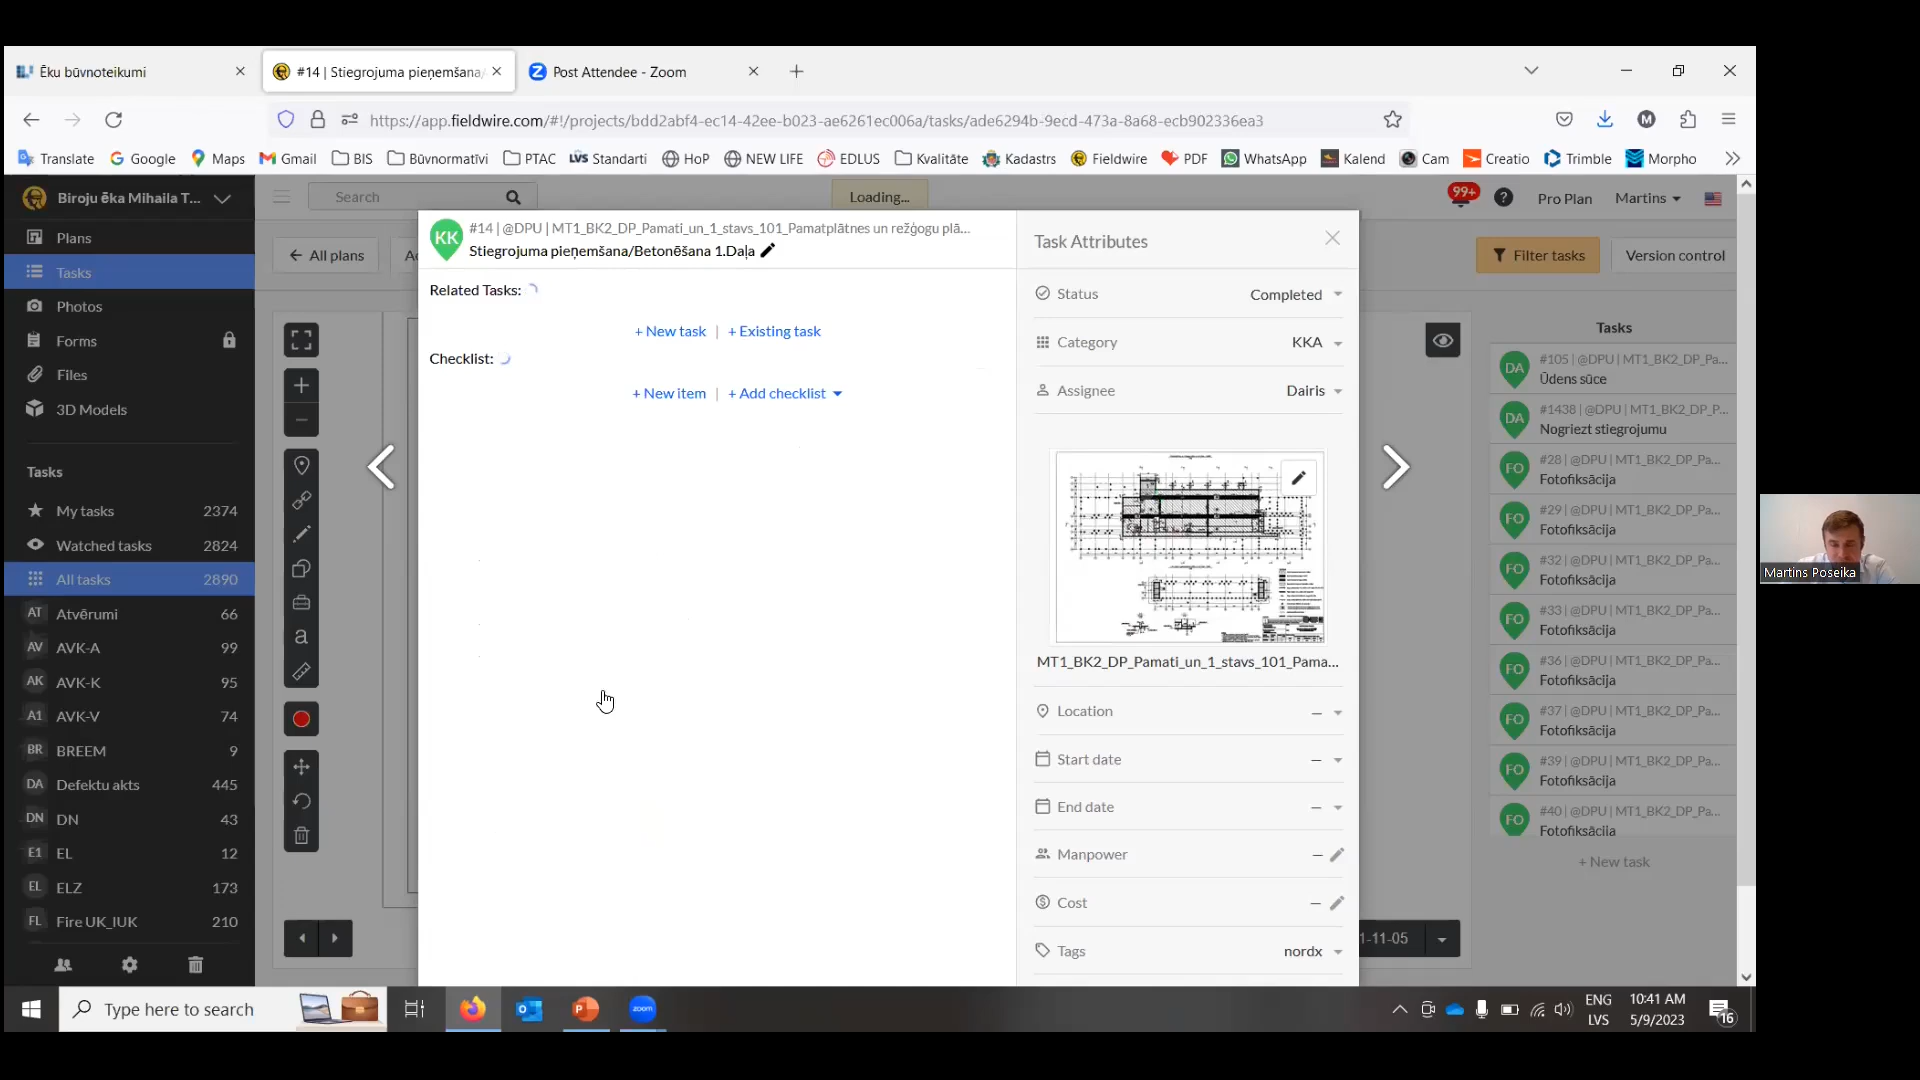 Ēku būvnoteikumi
#14 | Stiegrojuma pieņemšana/
Post Attendee - Zoom
https://app.fieldwire.com/#!/projects/bdd2abf4-ec14-42ee-b023-ae6261ec006a/tasks/ade6294b-9ecd-473a-8a68-ecb902336ea3
Translate Google Maps Gmail BIS Būvnormatīvi PTAC LVS Standarti HoP NEW LIFE EDLUS Kvalitāte Kadastrs Fieldwire PDF WhatsApp Kalend Cam Creatio Trimble Morpho
Biroju ēka Mihaila T...
Search
Loading...
99+
Pro Plan
Martins
Plans
Tasks
Photos
Forms
Files
3D Models
Tasks
My tasks 2374
Watched tasks 2824
All tasks 2890
AT Atvērumi 66
AV AVK-A 99
AK AVK-K 95
A1 AVK-V 74
BR BREEM 9
DA Defektu akts 445
DN DN 43
E1 EL 12
EL ELZ 173
FL Fire UK_IUK 210
All plans
Filter tasks
Version control
a
KK
#14 | @DPU | MT1_BK2_DP_Pamati_un_1_stavs_101_Pamatplātnes un režģogu plā...
Stiegrojuma pieņemšana/Betonēšana 1.Daļa
Related Tasks:
+ New task | + Existing task
Checklist:
+ New item | + Add checklist
Task Attributes
Status Completed
Category KKA
Assignee Dairis
MT1_BK2_DP_Pamati_un_1_stavs_101_Pama...
Location –
Start date –
End date –
Manpower –
Cost –
Tags nordx
1-11-05
Tasks
DA #105 | @DPU | MT1_BK2_DP_Pa...
Ūdens sūce
DA #1438 | @DPU | MT1_BK2_DP_P...
Nogriezt stiegrojumu
FO #28 | @DPU | MT1_BK2_DP_Pa...
Fotofiksācija
FO #29 | @DPU | MT1_BK2_DP_Pa...
Fotofiksācija
FO #32 | @DPU | MT1_BK2_DP_Pa...
Fotofiksācija
FO #33 | @DPU | MT1_BK2_DP_Pa...
Fotofiksācija
FO #36 | @DPU | MT1_BK2_DP_Pa...
Fotofiksācija
FO #37 | @DPU | MT1_BK2_DP_Pa...
Fotofiksācija
FO #39 | @DPU | MT1_BK2_DP_Pa...
Fotofiksācija
FO #40 | @DPU | MT1_BK2_DP_Pa...
Fotofiksācija
+ New task
Martins Poseika
Type here to search
zoom
ENG
LVS
10:41 AM
5/9/2023
16